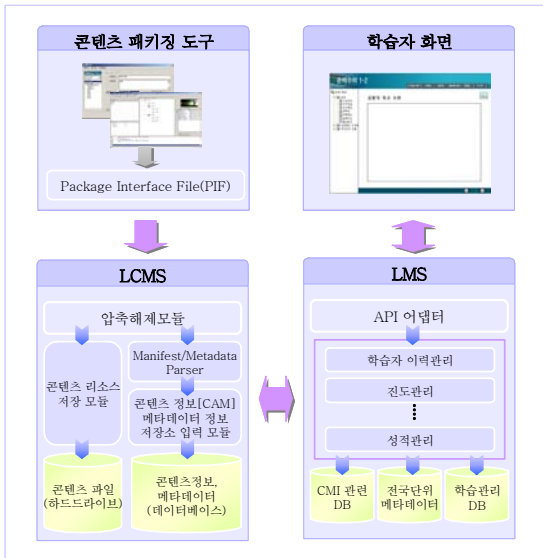 콘텐츠 패키징 도구
Package Interface File(PIF)
학습자 화면
LCMS
압축해제모듈
콘텐츠 리소스
저장 모듈
Manifest/Metadata
Parser
콘텐츠 정보[CAM]
메타데이터 정보
저장소 입력 모듈
콘텐츠 파일
(하드드라이브)
콘텐츠정보,
메타데이터
(데이터베이스)
LMS
API 어댑터
학습자 이력관리
진도관리
성적관리
CMI 관련
DB
전국단위
메타데이터
학습관리
DB